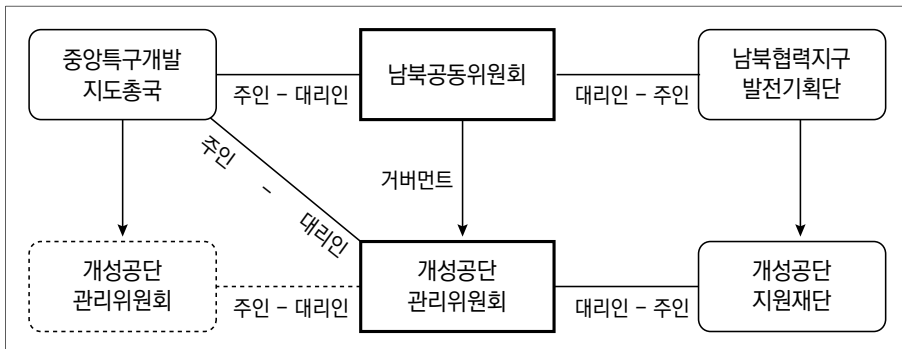 중앙특구개발
지도총국
주인 – 대리인
남북공동위원회
대리인 – 주인
남북협력지구
발전기획단
주인 – 대리인
거버먼트
개성공단
관리위원회
주인 – 대리인
개성공단
관리위원회
대리인 – 주인
개성공단
지원재단